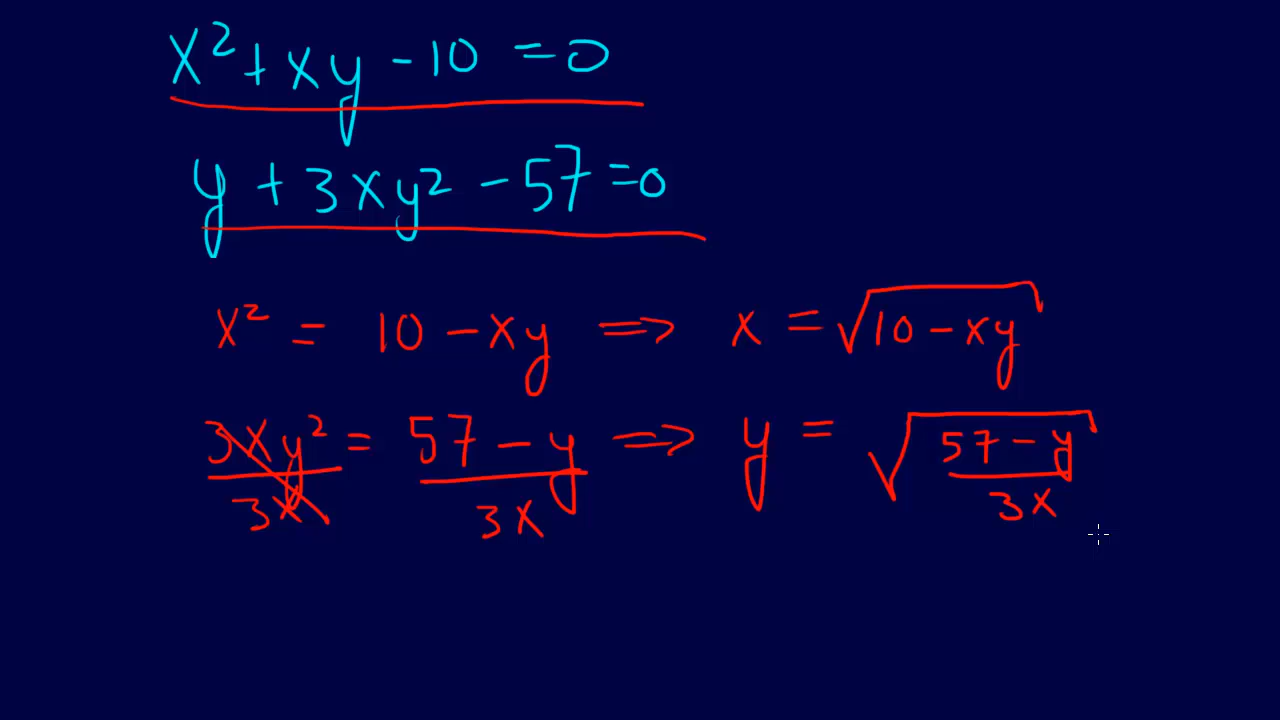 x² + xy - 10 = 0
y + 3xy² - 57 = 0
x² = 10 - xy ⟹ x = √(10 - xy)
3xy²/3x = (57 - y)/3x ⟹ y = √((57 - y)/3x)